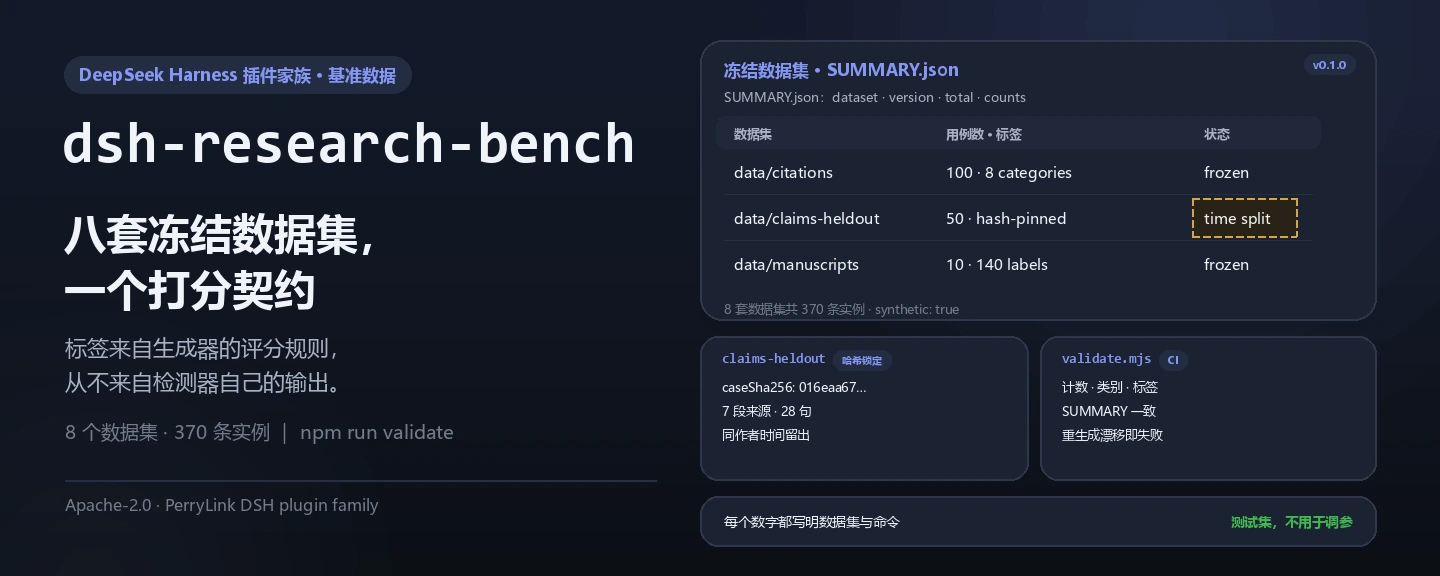 DeepSeek Harness 插件家族 • 基准数据
dsh-research-bench
八套冻结数据集，
一个打分契约
标签来自生成器的评分规则，
从不来自检测器自己的输出。
8 个数据集 · 370 条实例 ｜ npm run validate
Apache-2.0 · PerryLink DSH plugin family
冻结数据集 • SUMMARY.json
v0.1.0
SUMMARY.json：dataset · version · total · counts
数据集 用例数 • 标签 状态
data/citations 100 · 8 categories frozen
data/claims-heldout 50 · hash-pinned time split
data/manuscripts 10 · 140 labels frozen
8 套数据集共 370 条实例 · synthetic: true
claims-heldout 哈希锁定
caseSha256: 016eaa67…
7 段来源 · 28 句
同作者时间留出
validate.mjs CI
计数 · 类别 · 标签
SUMMARY 一致
重生成漂移即失败
每个数字都写明数据集与命令
测试集，不用于调参